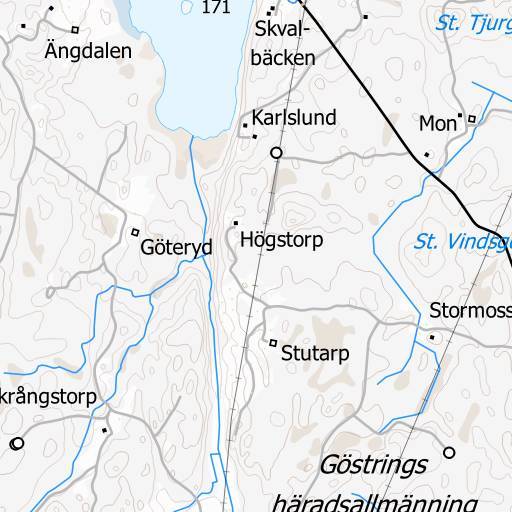 171
St. Tjurg
Skval-
bäcken
Ängdalen
Karlslund
Mon
Högstorp
Göteryd
St. Vindsg
Stormoss
Stutarp
krångstorp
Göstrings
häradsallmänning